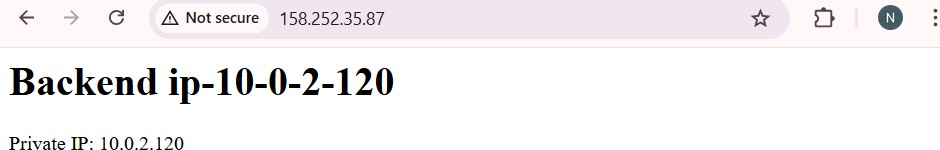 Not secure 158.252.35.87
N
Backend ip-10-0-2-120
Private IP: 10.0.2.120